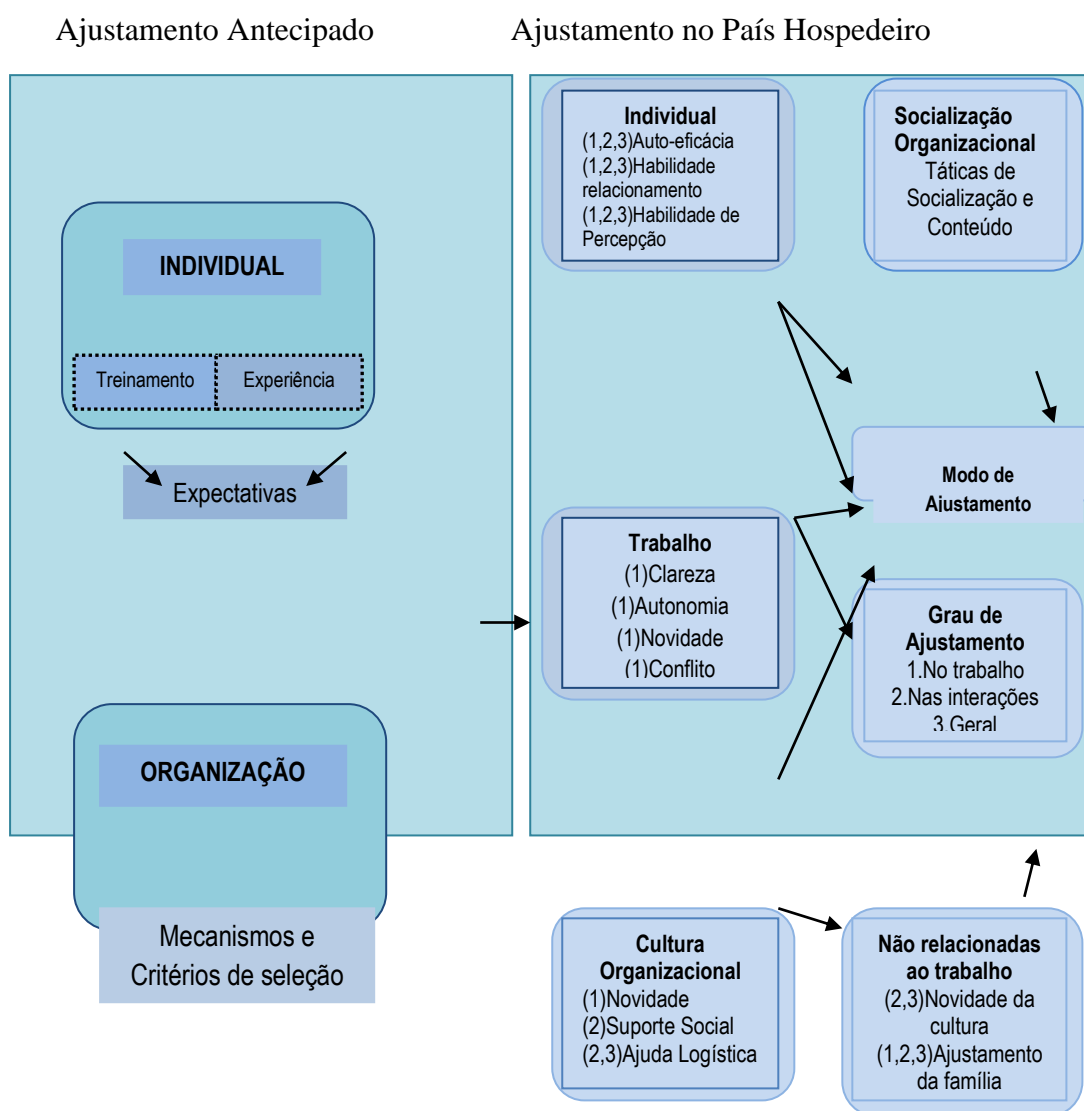 Ajustamento Antecipado
Ajustamento no País Hospedeiro
INDIVIDUAL
Treinamento
Experiência
Expectativas
ORGANIZAÇÃO
Mecanismos e
Critérios de seleção
Individual
(1,2,3)Auto-eficácia
(1,2,3)Habilidade
relacionamento
(1,2,3)Habilidade de
Percepção
Socialização
Organizacional
Táticas de
Socialização e
Conteúdo
Modo de
Ajustamento
Trabalho
(1)Clareza
(1)Autonomia
(1)Novidade
(1)Conflito
Grau de
Ajustamento
1.No trabalho
2.Nas interações
3.Geral
Cultura
Organizacional
(1)Novidade
(2)Suporte Social
(2,3)Ajuda Logística
Não relacionadas
ao trabalho
(2,3)Novidade da
cultura
(1,2,3)Ajustamento
da família